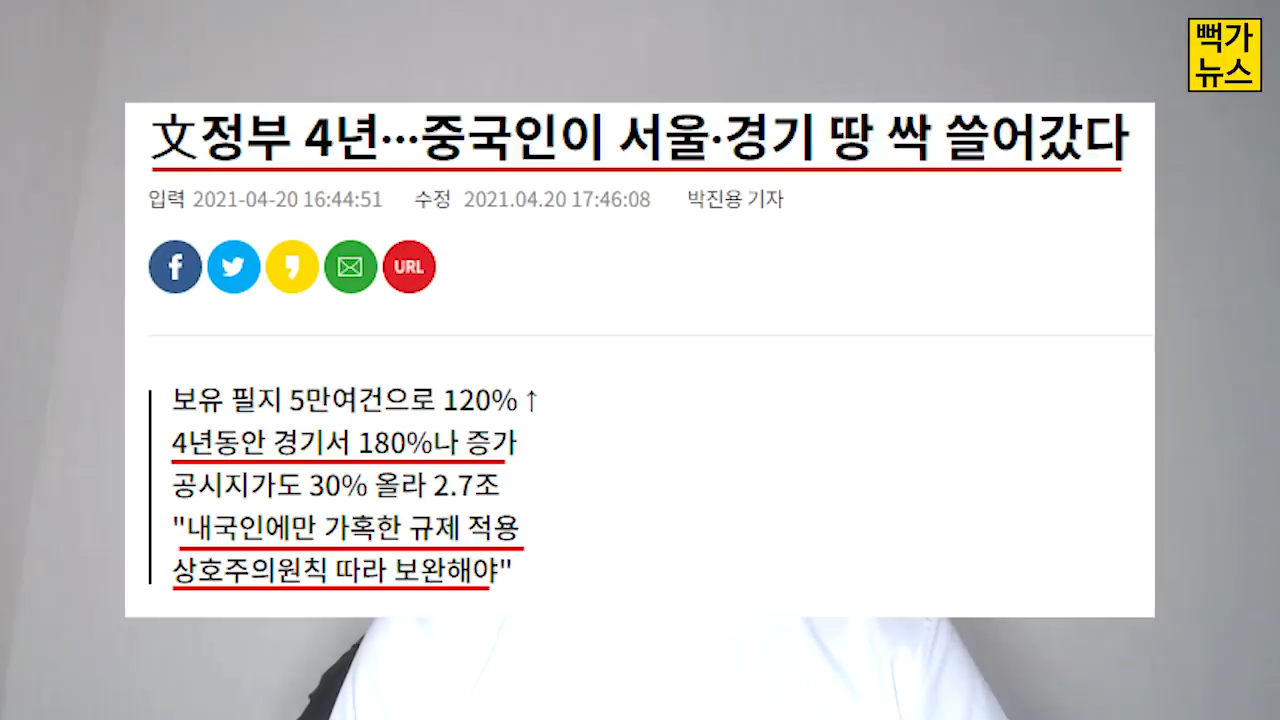 뻑가
뉴스
文정부 4년…중국인이 서울·경기 땅 싹 쓸어갔다
입력 2021-04-20 16:44:51 수정 2021.04.20 17:46:08 박진용 기자
URL
보유 필지 5만여건으로 120%↑
4년동안 경기서 180%나 증가
공시지가도 30% 올라 2.7조
"내국인에만 가혹한 규제 적용
상호주의원칙 따라 보완해야"